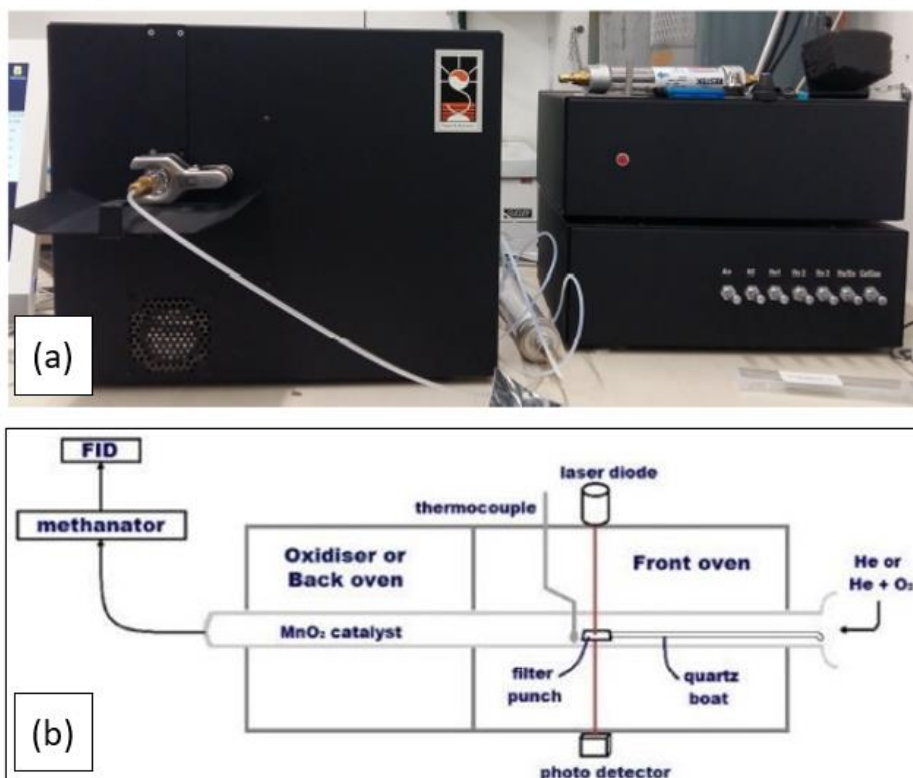 (a)
FID
methanator
Oxidiser or
Back oven
MnO₂ catalyst
thermocouple
laser diode
Front oven
He or
He + O₂
filter
punch
quartz
boat
photo detector
(b)